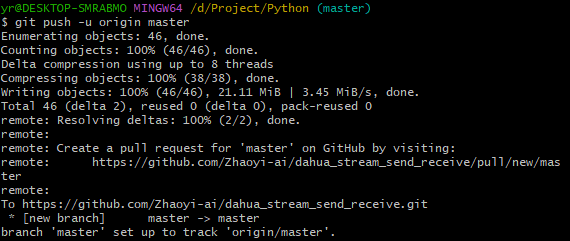 yr@DESKTOP-SMRABMO MINGW64 /d/Project/Python (master)
$ git push -u origin master
Enumerating objects: 46, done.
Counting objects: 100% (46/46), done.
Delta compression using up to 8 threads
Compressing objects: 100% (38/38), done.
Writing objects: 100% (46/46), 21.11 MiB | 3.45 MiB/s, done.
Total 46 (delta 2), reused 0 (delta 0), pack-reused 0
remote: Resolving deltas: 100% (2/2), done.
remote:
remote: Create a pull request for 'master' on GitHub by visiting:
remote:      https://github.com/Zhaoyi-ai/dahua_stream_send_receive/pull/new/mas
ter
remote:
To https://github.com/Zhaoyi-ai/dahua_stream_send_receive.git
 * [new branch]      master -> master
branch 'master' set up to track 'origin/master'.